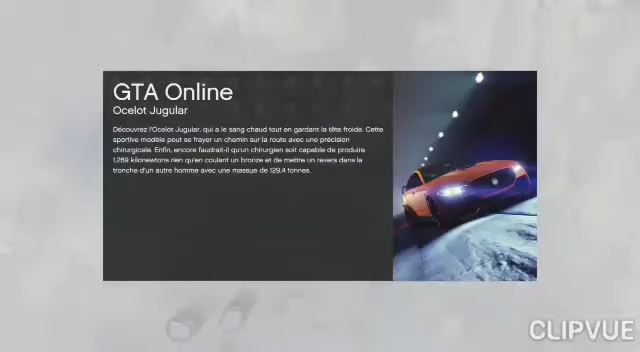 GTA Online
Ocelot Jugular
Découvrez l'Ocelot Jugular, qui a le sang chaud tout en gardant la tête froide. Cette
sportive modèle peut se frayer un chemin sur la route avec une précision
chirurgicale. Enfin, encore faudrait-il qu'un chirurgien soit capable de produire
1,269 kilonewtons rien qu'en coulant un bronze et de mettre un revers dans la
tronche d'un autre homme avec une massue de 129,4 tonnes.
CLIPVUE